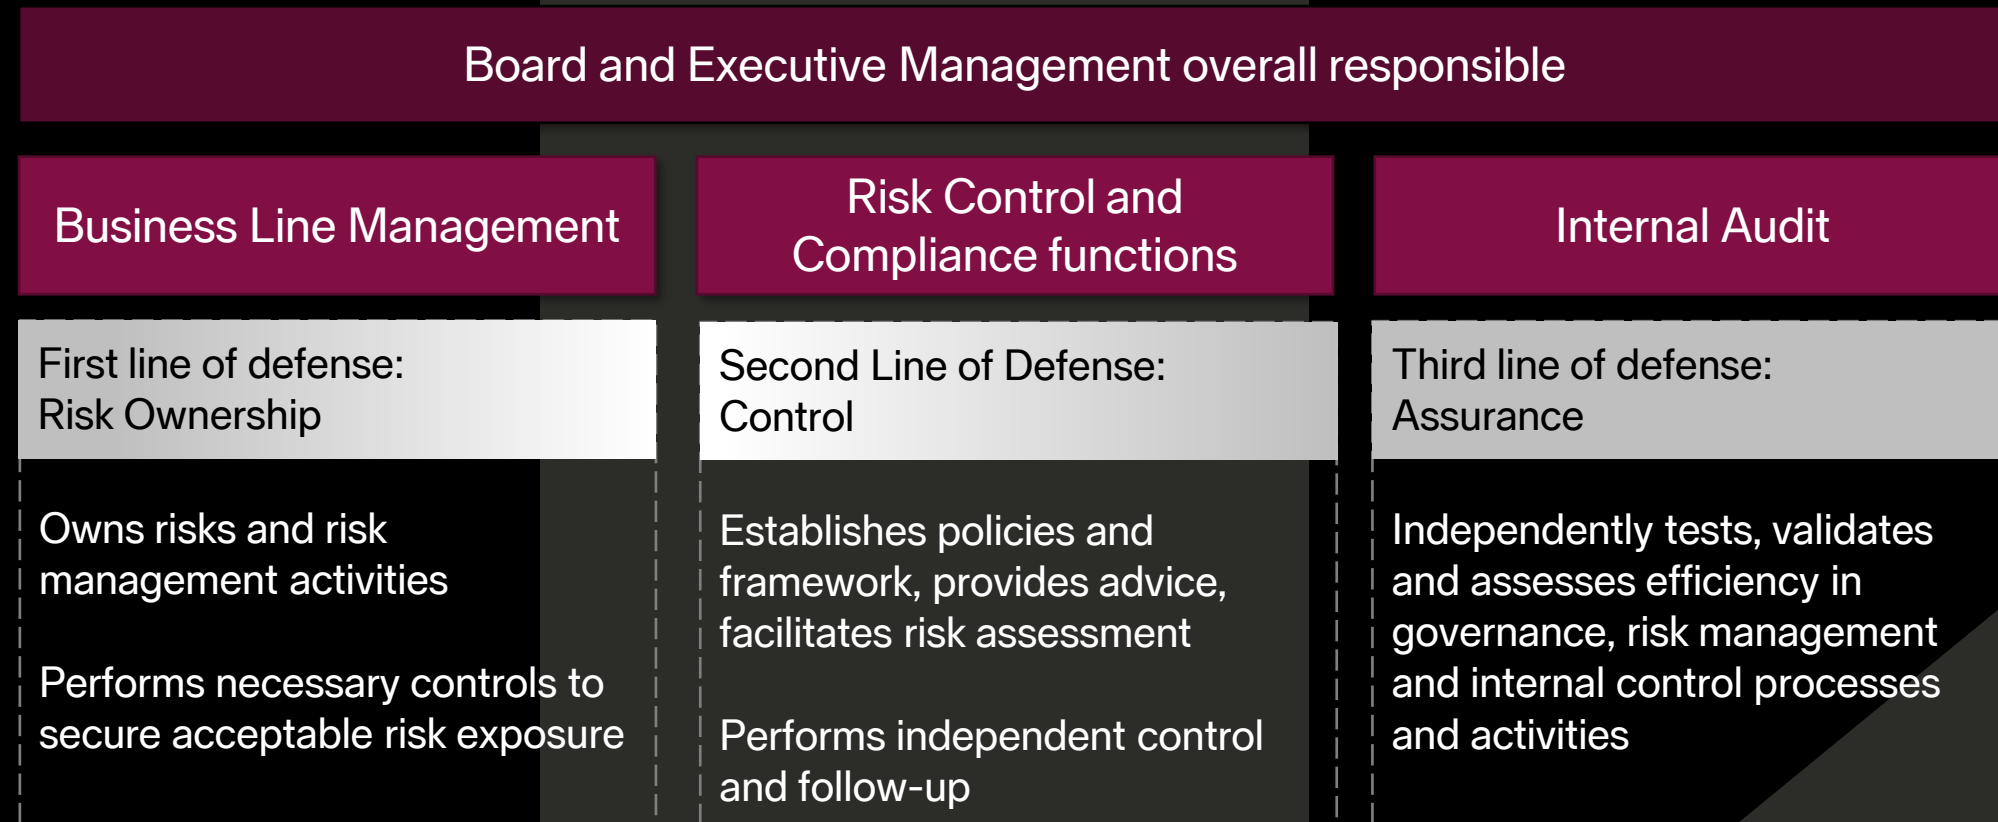 Board and Executive Management overall responsible
Business Line Management
Risk Control and
Compliance functions
Internal Audit
First line of defense:
Risk Ownership
Owns risks and risk
management activities
Performs necessary controls to
secure acceptable risk exposure
Second Line of Defense:
Control
Establishes policies and
framework, provides advice,
facilitates risk assessment
Performs independent control
and follow-up
Third line of defense:
Assurance
Independently tests, validates
and assesses efficiency in
governance, risk management
and internal control processes
and activities